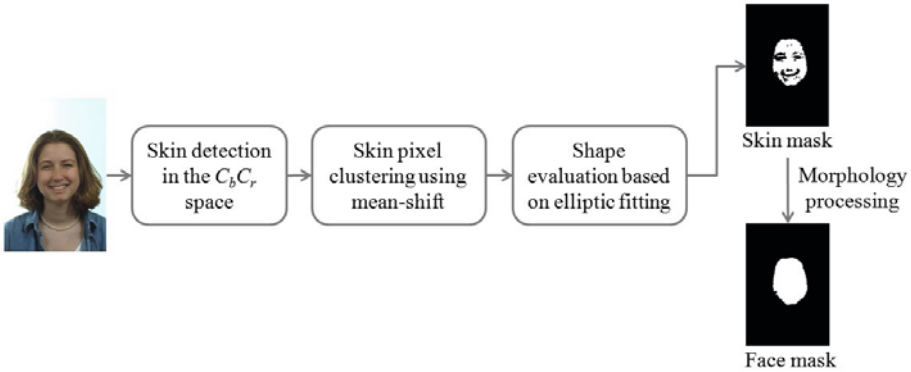 Skin detection
in the C_bC_r
space
Skin pixel
clustering using
mean-shift
Shape
evaluation based
on elliptic fitting
Skin mask
Morphology
processing
Face mask